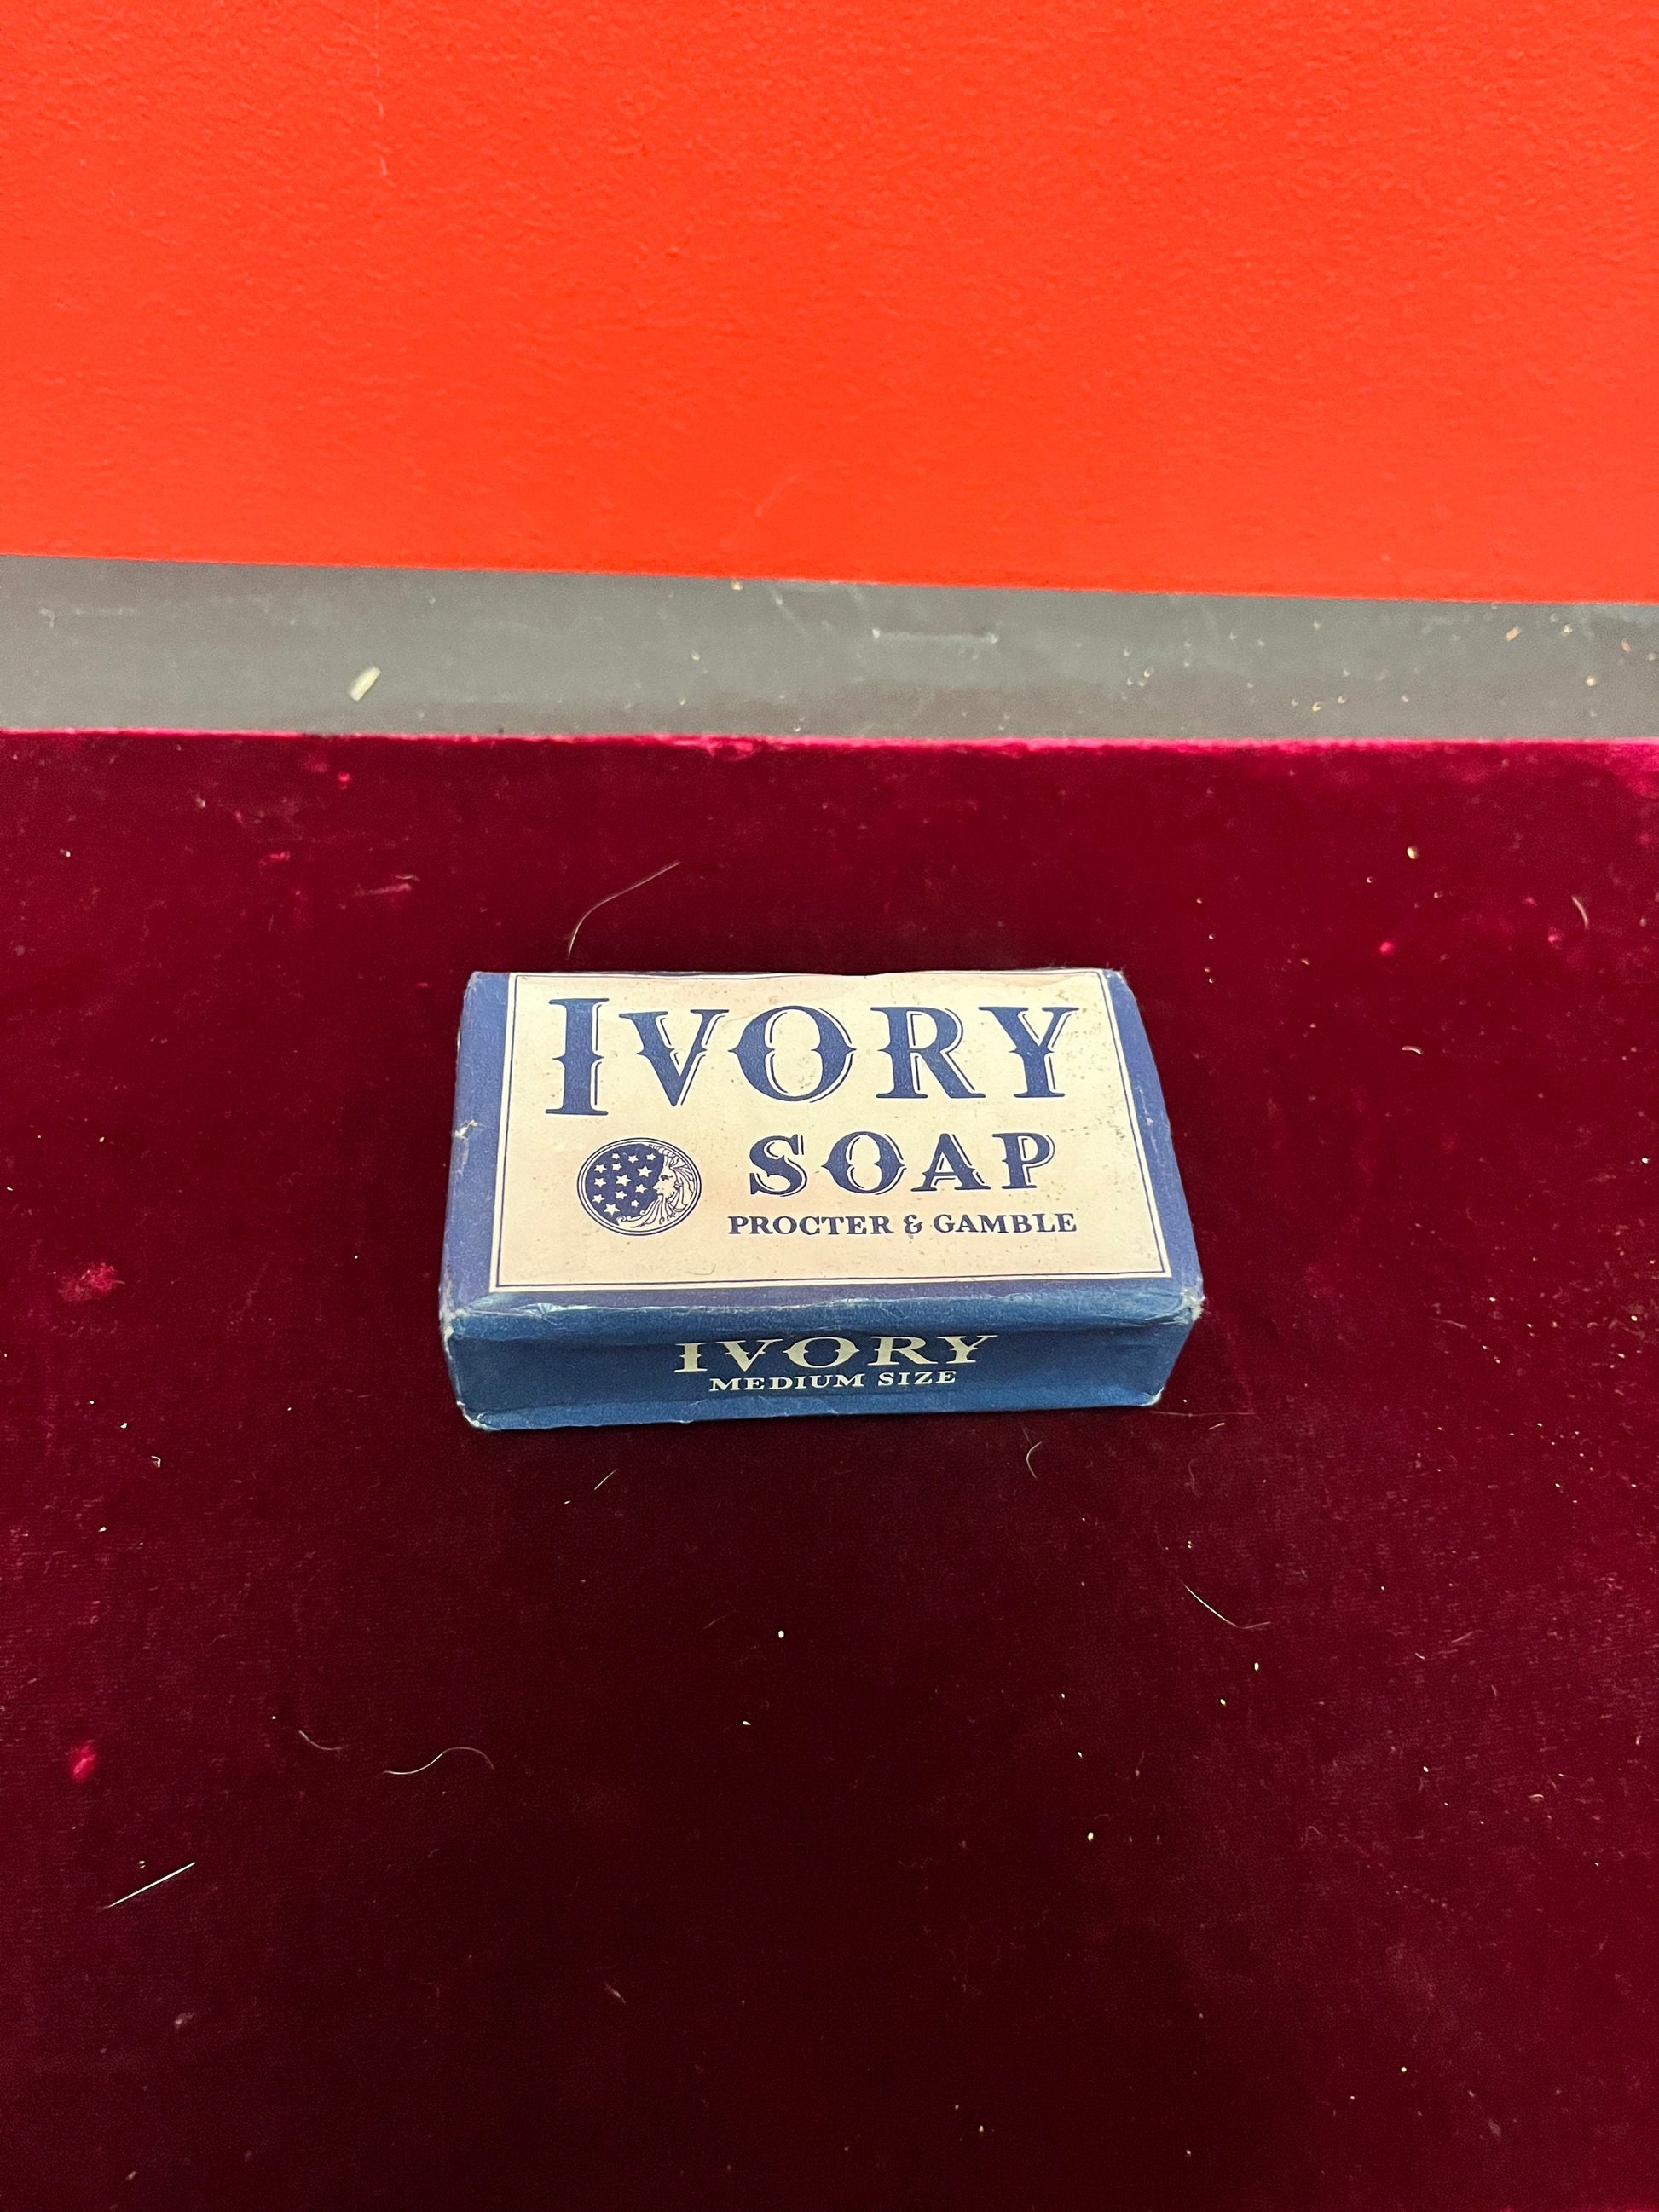 IVORY
SOAP
PROCTER & GAMBLE
IVORY
MEDIUM SIZE